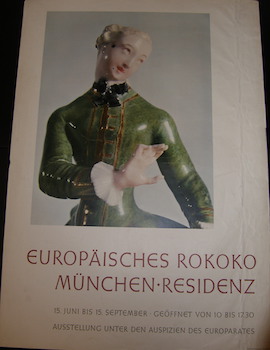 EUROPÄISCHES ROKOKO
MÜNCHEN·RESIDENZ
15. JUNI BIS 15. SEPTEMBER · GEÖFFNET VON 10 BIS 17.30
AUSSTELLUNG UNTER DEN AUSPIZIEN DES EUROPARATES